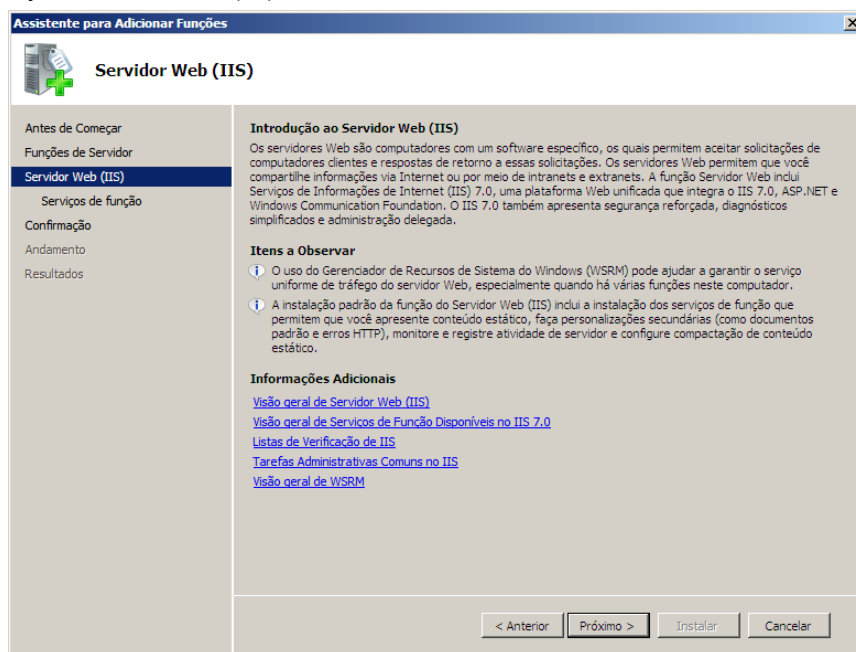 Assistente para Adicionar Funções
Servidor Web (IIS)
Antes de Começar
Funções de Servidor
Servidor Web (IIS)
Serviços de função
Confirmação
Andamento
Resultados
Introdução ao Servidor Web (IIS)
Os servidores Web são computadores com um software específico, os quais permitem aceitar solicitações de
computadores clientes e respostas de retorno a essas solicitações. Os servidores Web permitem que você
compartilhe informações via Internet ou por meio de intranets e extranets. A função Servidor Web inclui
Serviços de Informações de Internet (IIS) 7.0, uma plataforma Web unificada que integra o IIS 7.0, ASP.NET e
Windows Communication Foundation. O IIS 7.0 também apresenta segurança reforçada, diagnósticos
simplificados e administração delegada.
Itens a Observar
O uso do Gerenciador de Recursos de Sistema do Windows (WSRM) pode ajudar a garantir o serviço
uniforme de tráfego do servidor Web, especialmente quando há várias funções neste computador.
A instalação padrão da função do Servidor Web (IIS) inclui a instalação dos serviços de função que
permitem que você apresente conteúdo estático, faça personalizações secundárias (como documentos
padrão e erros HTTP), monitore e registre atividade de servidor e configure compactação de conteúdo
estático.
Informações Adicionais
Visão geral de Servidor Web (IIS)
Visão geral de Serviços de Função Disponíveis no IIS 7.0
Listas de Verificação de IIS
Tarefas Administrativas Comuns no IIS
Visão geral de WSRM
< Anterior
Próximo >
Instalar
Cancelar